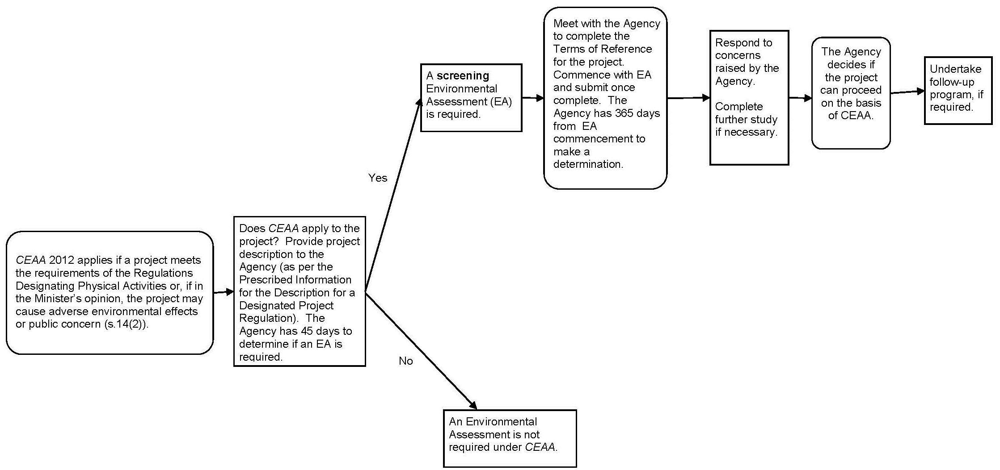 CEAA 2012 applies if a project meets
the requirements of the Regulations
Designating Physical Activities or, if in
the Minister's opinion, the project may
cause adverse environmental effects
or public concern (s.14(2)).
Does CEAA apply to the
project?  Provide project
description to the
Agency (as per the
Prescribed Information
for the Description for a
Designated Project
Regulation).  The
Agency has 45 days to
determine if an EA is
required.
Yes
A screening
Environmental
Assessment (EA)
is required.
Meet with the Agency
to complete the
Terms of Reference
for the project.
Commence with EA
and submit once
complete.  The
Agency has 365 days
from  EA
commencement to
make a
determination.
Respond to
concerns
raised by the
Agency.
Complete
further study
if necessary.
The Agency
decides if
the project
can proceed
on the basis
of CEAA.
Undertake
follow-up
program, if
required.
No
An Environmental
Assessment is not
required under CEAA.